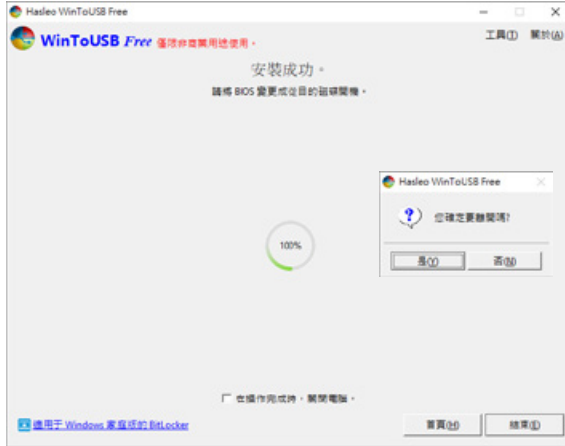 Hasleo WinToUSB Free
WinToUSB Free 僅限非商業用途使用。
工具(T) 關於(A)
安裝成功。
請將 BIOS 變更成從目的磁碟開機。
Hasleo WinToUSB Free
您確定要離開嗎?
是(Y) 否(N)
100%
在操作完成時，關閉電腦。
適用于 Windows 家庭版的 BitLocker
首頁(H) 結束(E)